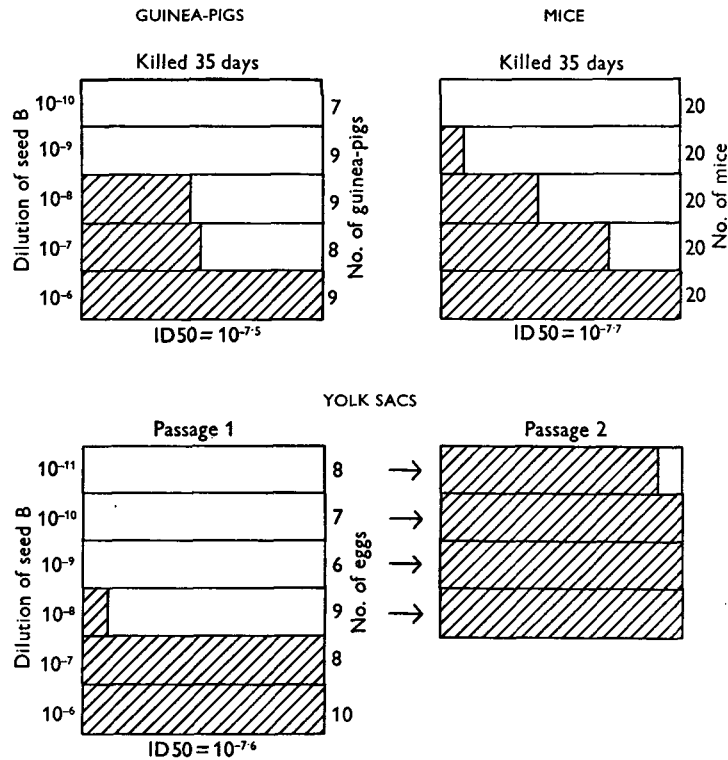 GUINEA-PIGS
Killed 35 days
Dilution of seed B
10⁻¹⁰ 7
10⁻⁹ 9
10⁻⁸ 9
10⁻⁷ 8
10⁻⁶ 9
No. of guinea-pigs
ID50 = 10⁻⁷·⁵
MICE
Killed 35 days
20
20
20
20
20
No. of mice
ID50 = 10⁻⁷·⁷
YOLK SACS
Passage 1
Dilution of seed B
10⁻¹¹ 8
10⁻¹⁰ 7
10⁻⁹ 6
10⁻⁸ 9
10⁻⁷ 8
10⁻⁶ 10
No. of eggs
ID50 = 10⁻⁷·⁶
→
→
→
→
Passage 2